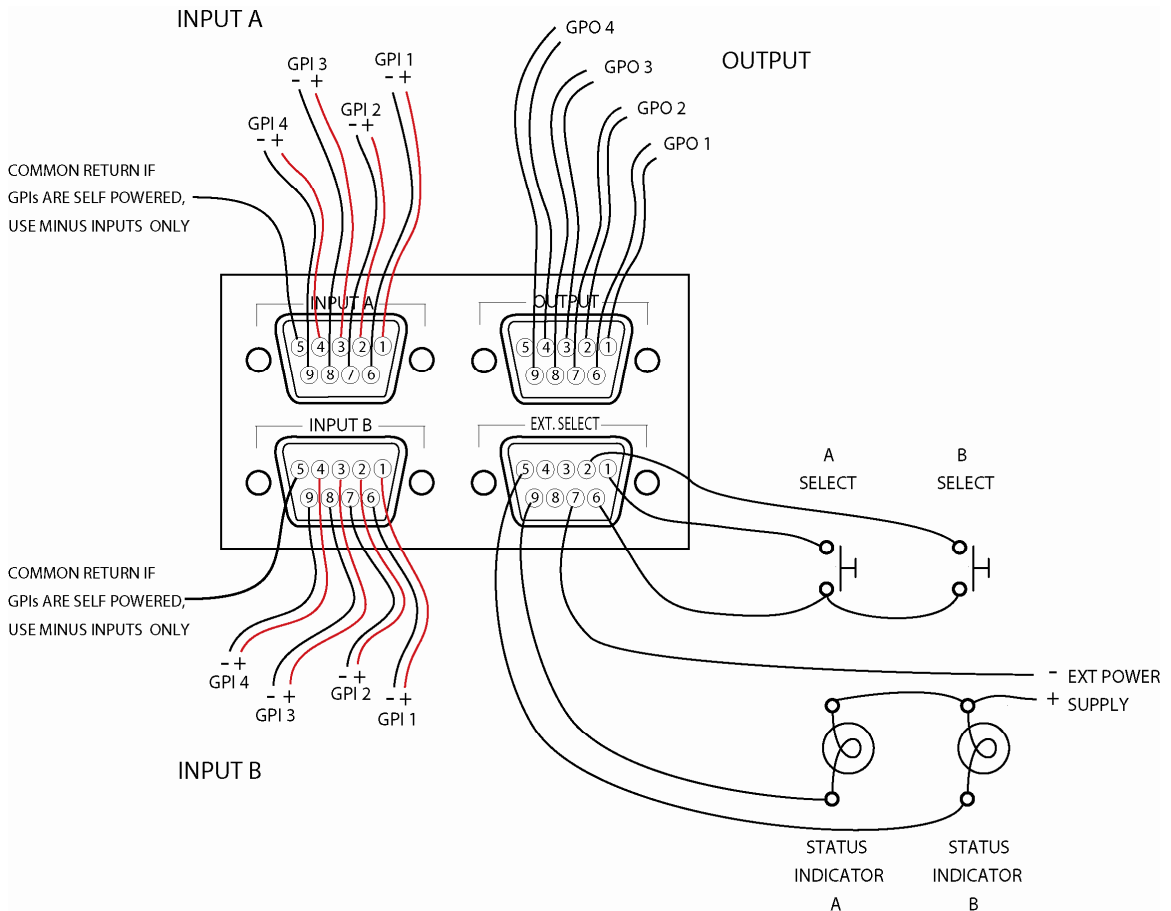 INPUT A
GPO 4
OUTPUT
GPI 3
- +
GPI 1
- +
GPO 3
GPI 2
- +
GPO 2
GPI 4
- +
GPO 1
COMMON RETURN IF
GPIs ARE SELF POWERED,
USE MINUS INPUTS ONLY
INPUT A
5 4 3 2 1
9 8 7 6
OUTPUT
5 4 3 2 1
9 8 7 6
INPUT B
5 4 3 2 1
9 8 7 6
EXT. SELECT
5 4 3 2 1
9 8 7 6
A
SELECT
B
SELECT
COMMON RETURN IF
GPIs ARE SELF POWERED,
USE MINUS INPUTS ONLY
- +
GPI 4
- +
GPI 3
- +
GPI 2
- +
GPI 1
- EXT POWER
+ SUPPLY
INPUT B
STATUS
INDICATOR
A
STATUS
INDICATOR
B